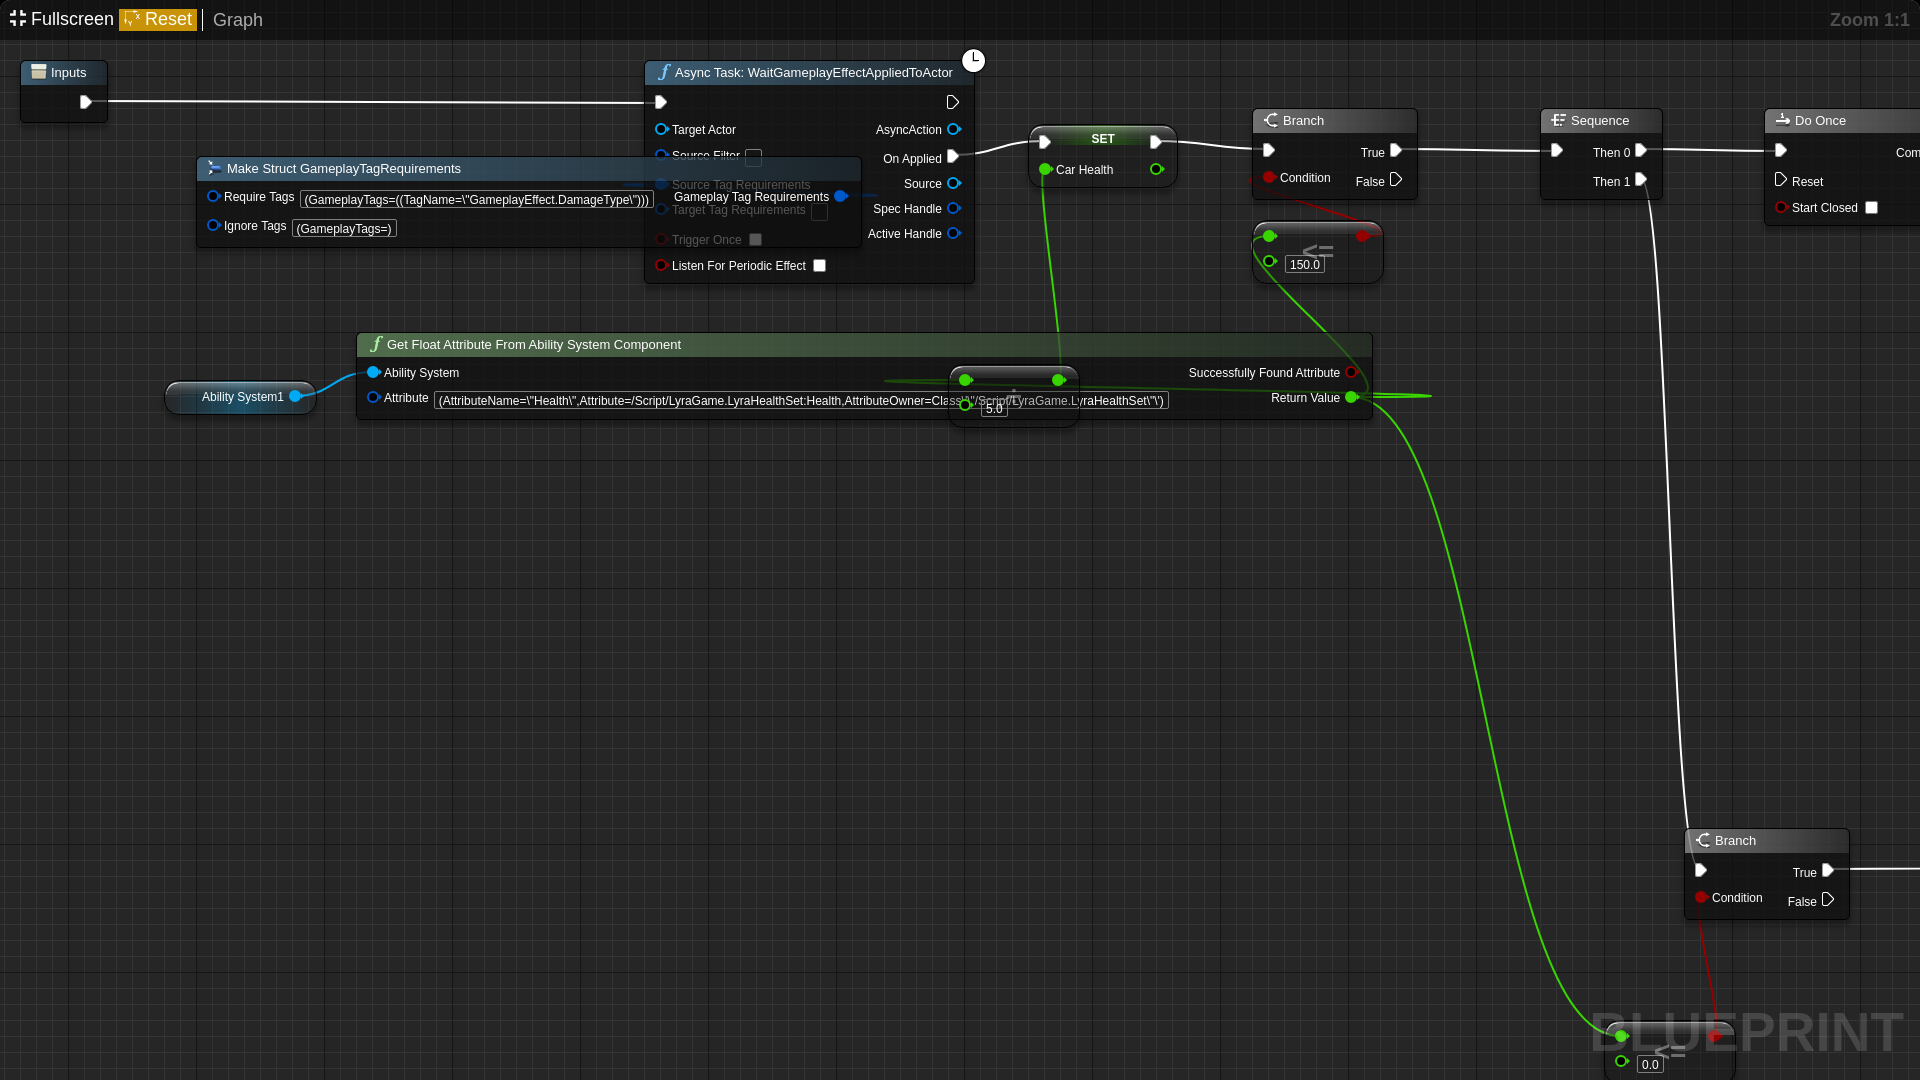 Fullscreen Reset Graph
Zoom 1:1
Inputs
Async Task: WaitGameplayEffectAppliedToActor
Target Actor
AsyncAction
Source Filter
On Applied
Source Tag Requirements
Source
Target Tag Requirements
Spec Handle
Trigger Once
Active Handle
Listen For Periodic Effect
Make Struct GameplayTagRequirements
Require Tags (GameplayTags=((TagName=\"GameplayEffect.DamageType\")))
Gameplay Tag Requirements
Ignore Tags (GameplayTags=)
SET
Car Health
Branch
True
Condition
False
<=
150.0
Sequence
Then 0
Then 1
Do Once
Com
Reset
Start Closed
Get Float Attribute From Ability System Component
Ability System
Successfully Found Attribute
Attribute (AttributeName=\"Health\",Attribute=/Script/LyraGame.LyraHealthSet:Health,AttributeOwner=Class\"/Script/LyraGame.LyraHealthSet\"\')
Return Value
Ability System1
÷
5.0
Branch
True
Condition
False
<=
0.0
BLUEPRINT